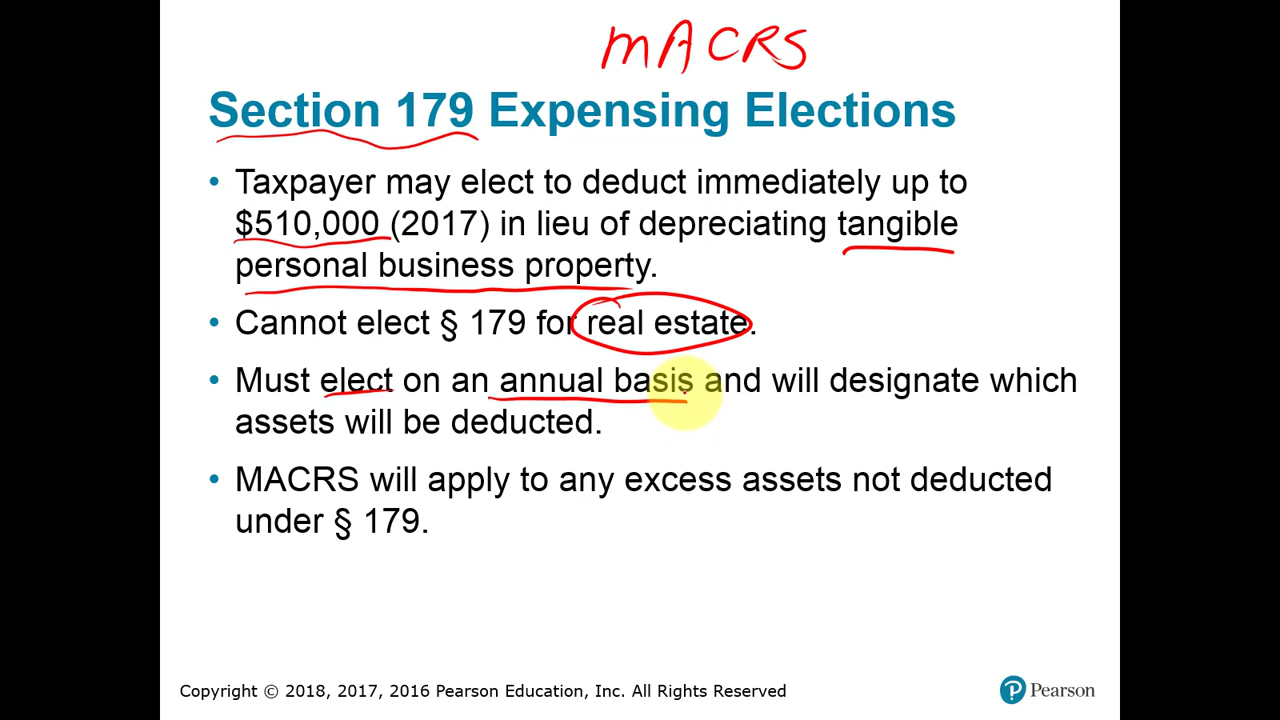 MACRS
Section 179 Expensing Elections
• Taxpayer may elect to deduct immediately up to
$510,000 (2017) in lieu of depreciating tangible
personal business property.
• Cannot elect § 179 for real estate.
• Must elect on an annual basis and will designate which
assets will be deducted.
• MACRS will apply to any excess assets not deducted
under § 179.
Copyright © 2018, 2017, 2016 Pearson Education, Inc. All Rights Reserved
P Pearson